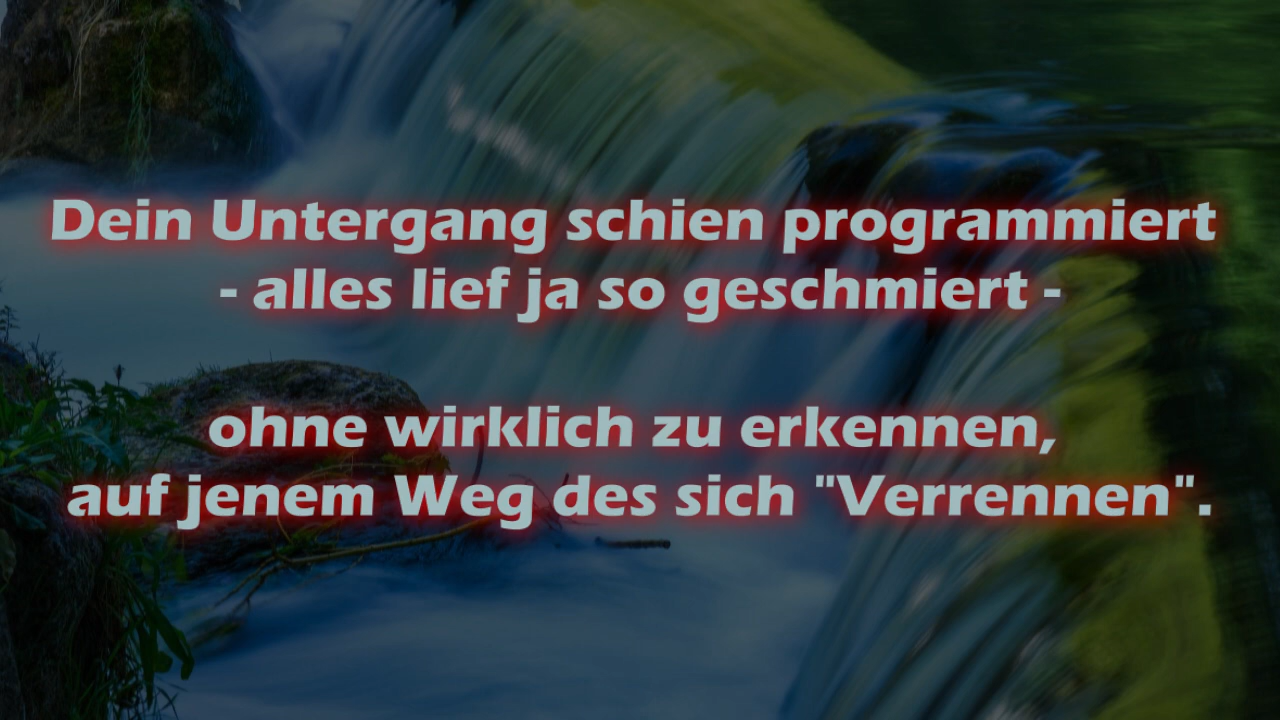 Dein Untergang schien programmiert
- alles lief ja so geschmiert -
ohne wirklich zu erkennen,
auf jenem Weg des sich "Verrennen".